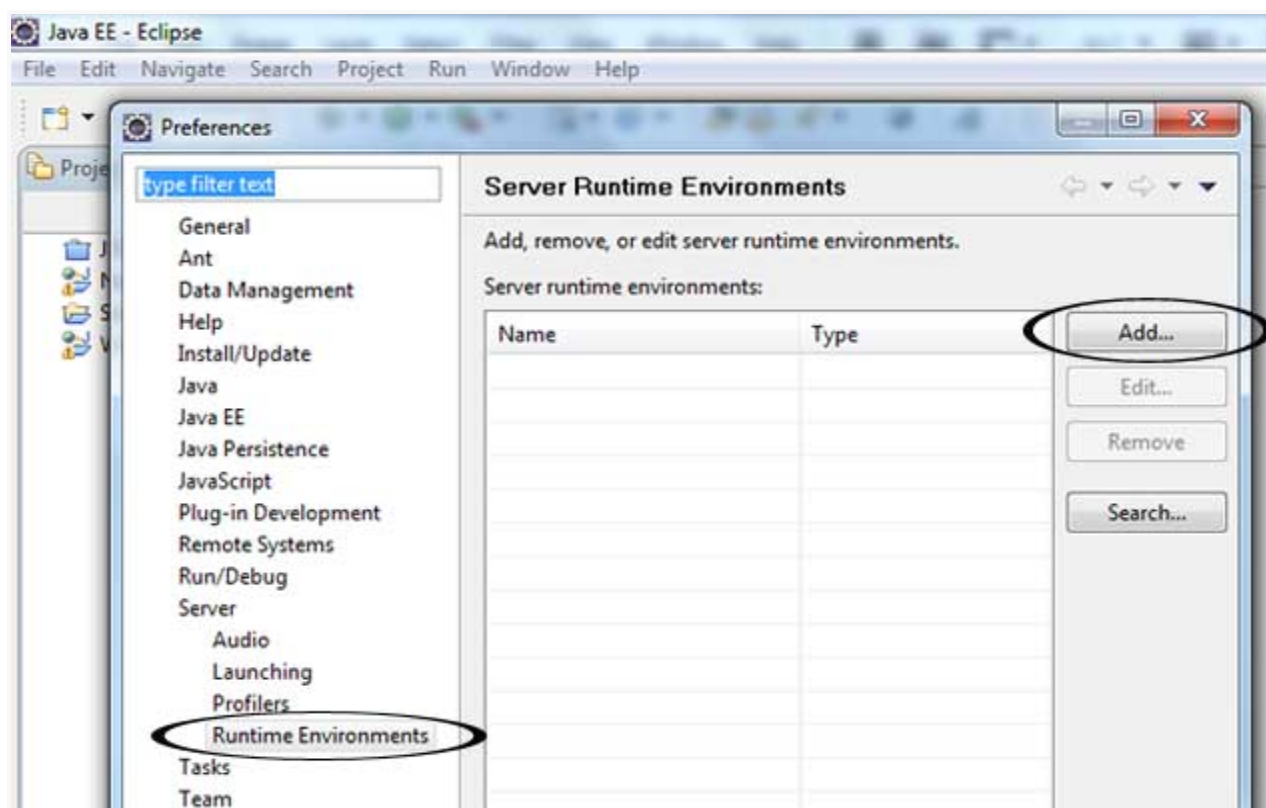 Java EE - Eclipse
File Edit Navigate Search Project Run Window Help
Preferences
Proje
type filter text
General
Ant
Data Management
Help
Install/Update
Java
Java EE
Java Persistence
JavaScript
Plug-in Development
Remote Systems
Run/Debug
Server
Audio
Launching
Profilers
Runtime Environments
Tasks
Team
Server Runtime Environments
Add, remove, or edit server runtime environments.
Server runtime environments:
Name Type
Add...
Edit...
Remove
Search...